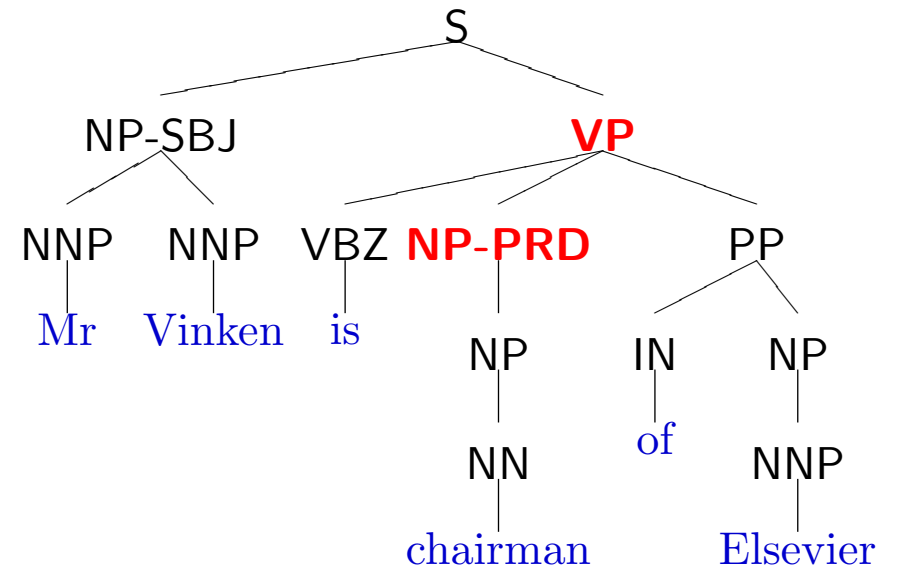 S
NP-SBJ VP
NNP NNP VBZ NP-PRD PP
Mr Vinken is
NP IN NP
of
NN NNP
chairman Elsevier